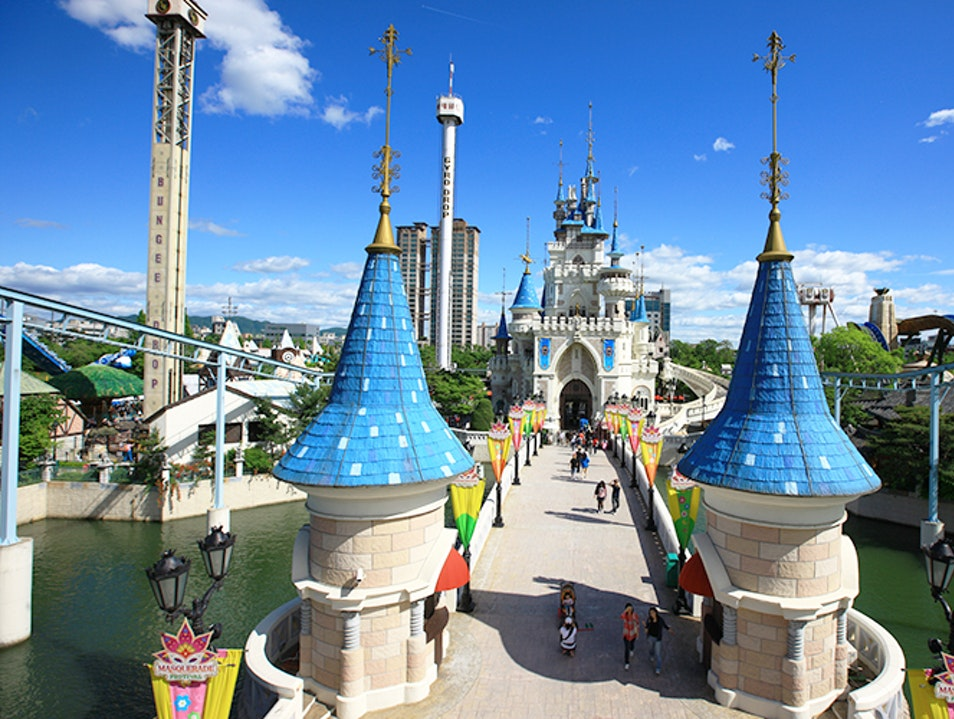 BUNGEE DROP
GYRO DROP
MASQUERADE
FESTIVAL